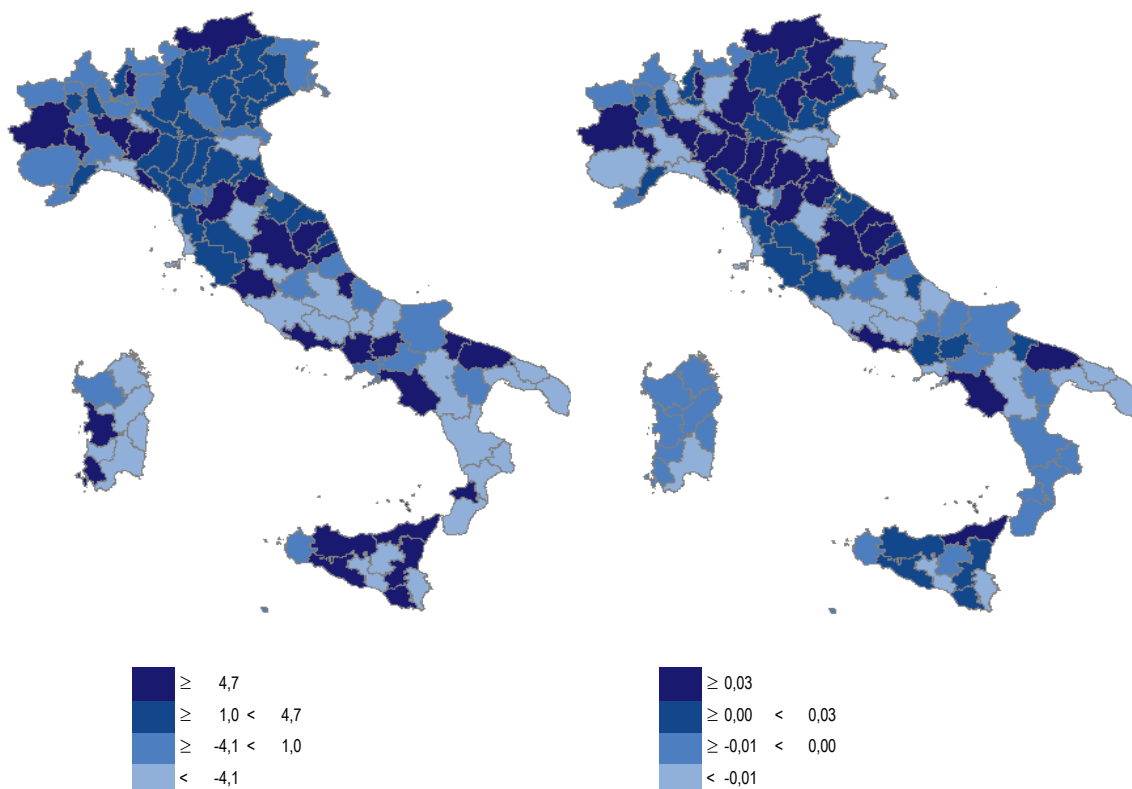 ≥ 4,7
≥ 1,0 < 4,7
≥ -4,1 < 1,0
< -4,1
≥ 0,03
≥ 0,00 < 0,03
≥ -0,01 < 0,00
< -0,01